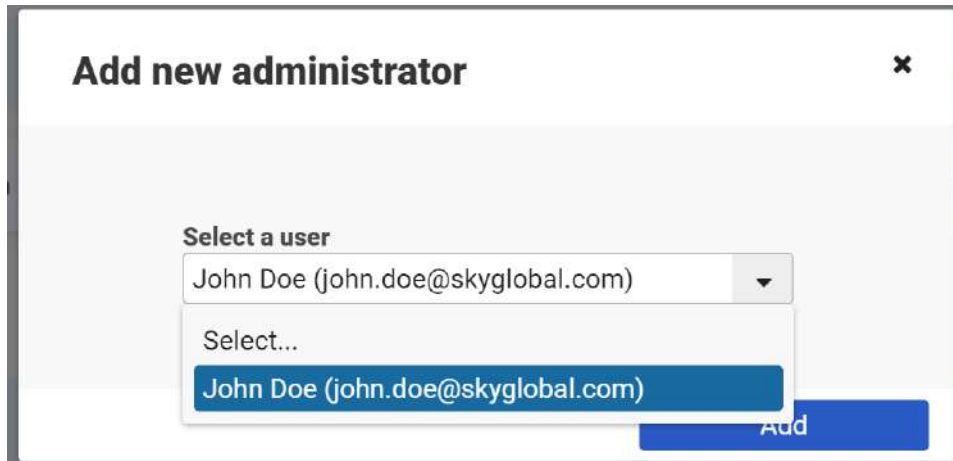 Add new administrator
Select a user
John Doe (john.doe@skyglobal.com)
Select...
John Doe (john.doe@skyglobal.com)
Add